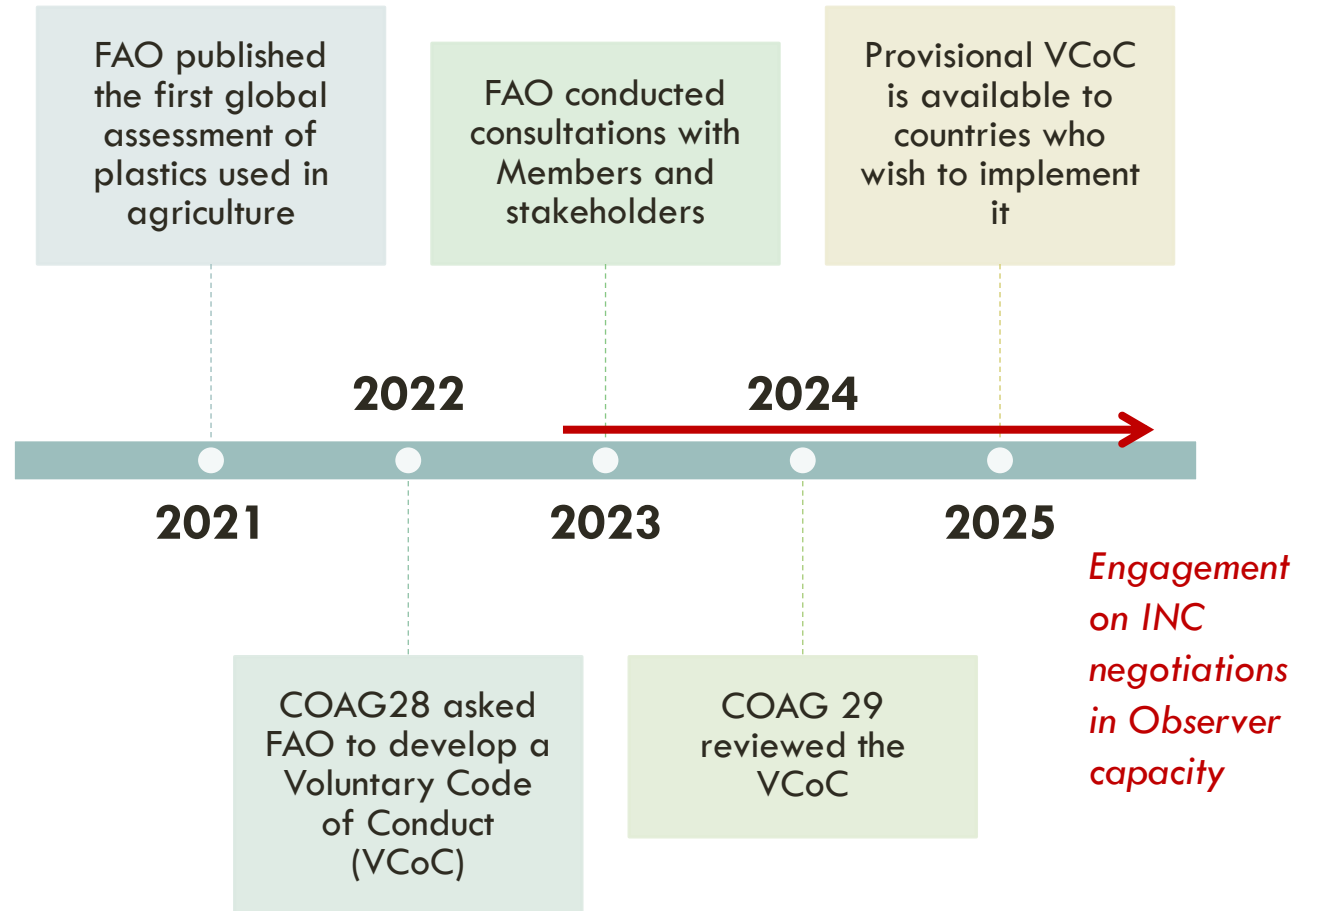 FAO published
the first global
assessment of
plastics used in
agriculture
FAO conducted
consultations with
Members and
stakeholders
Provisional VCoC
is available to
countries who
wish to implement
it
2022
2024
2021
2023
2025
Engagement
on INC
negotiations
in Observer
capacity
COAG28 asked
FAO to develop a
Voluntary Code
of Conduct
(VCoC)
COAG 29
reviewed the
VCoC